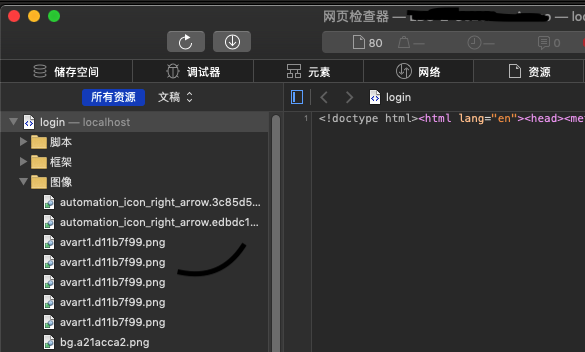 网页检查器 —
80
—
—
0
储存空间
调试器
元素
网络
资源
所有资源 文稿
login
login — localhost
1 <!doctype html><html lang="en"><head><me
脚本
框架
图像
automation_icon_right_arrow.3c85d5...
automation_icon_right_arrow.edbdc1...
avart1.d11b7f99.png
avart1.d11b7f99.png
avart1.d11b7f99.png
avart1.d11b7f99.png
avart1.d11b7f99.png
bg.a21acca2.png